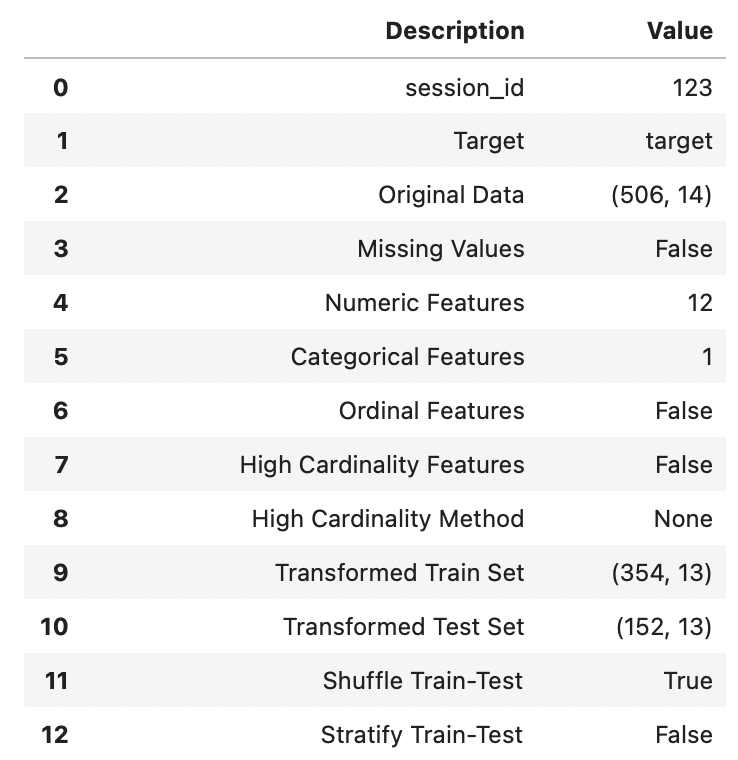 Description Value
0 session_id 123
1 Target target
2 Original Data (506, 14)
3 Missing Values False
4 Numeric Features 12
5 Categorical Features 1
6 Ordinal Features False
7 High Cardinality Features False
8 High Cardinality Method None
9 Transformed Train Set (354, 13)
10 Transformed Test Set (152, 13)
11 Shuffle Train-Test True
12 Stratify Train-Test False